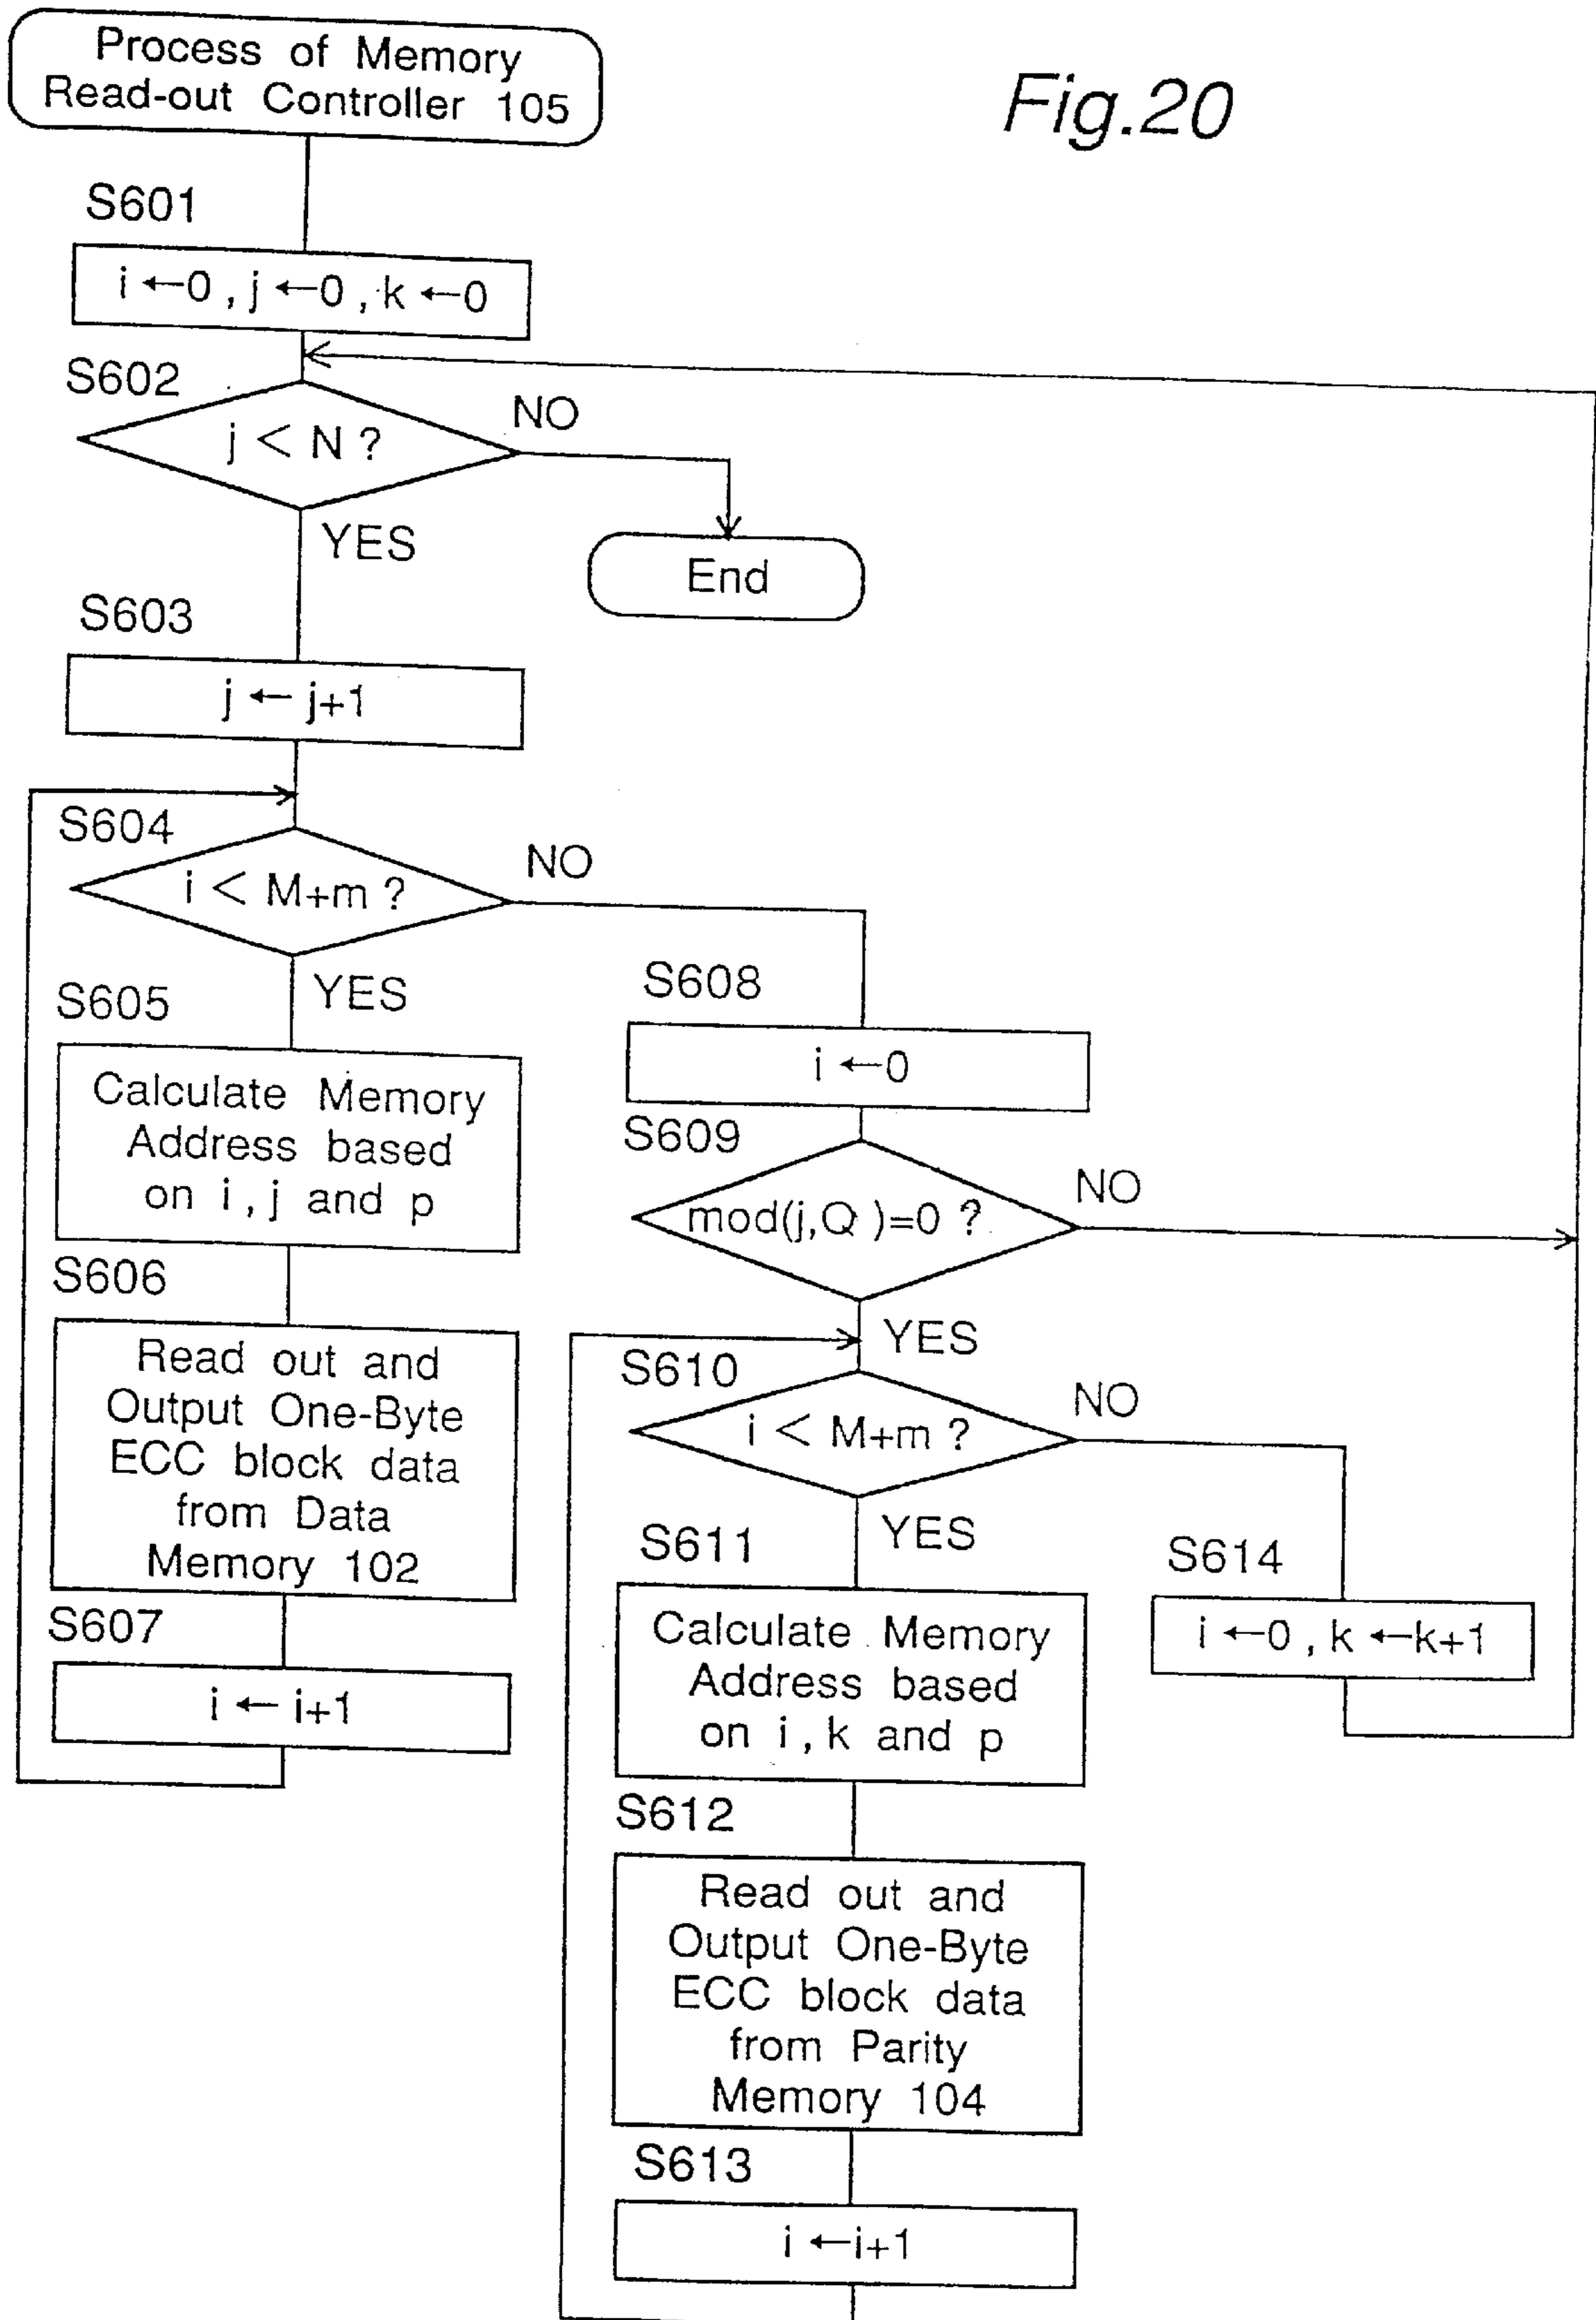 Process of Memory
Read-out Controller 105
Fig.20
S601
i ←0 , j ←0 , k ←0
S602
j < N ?
NO
YES
End
S603
j ← j+1
S604
i < M+m ?
NO
YES
S605
Calculate Memory
Address based
on i , j and p
S606
Read out and
Output One-Byte
ECC block data
from Data
Memory 102
S607
i ← i+1
S608
i ←0
S609
mod(j,Q )=0 ?
NO
YES
S610
i < M+m ?
NO
YES
S611
Calculate Memory
Address based
on i , k and p
S614
i ←0 , k ←k+1
S612
Read out and
Output One-Byte
ECC block data
from Parity
Memory 104
S613
i ←i+1